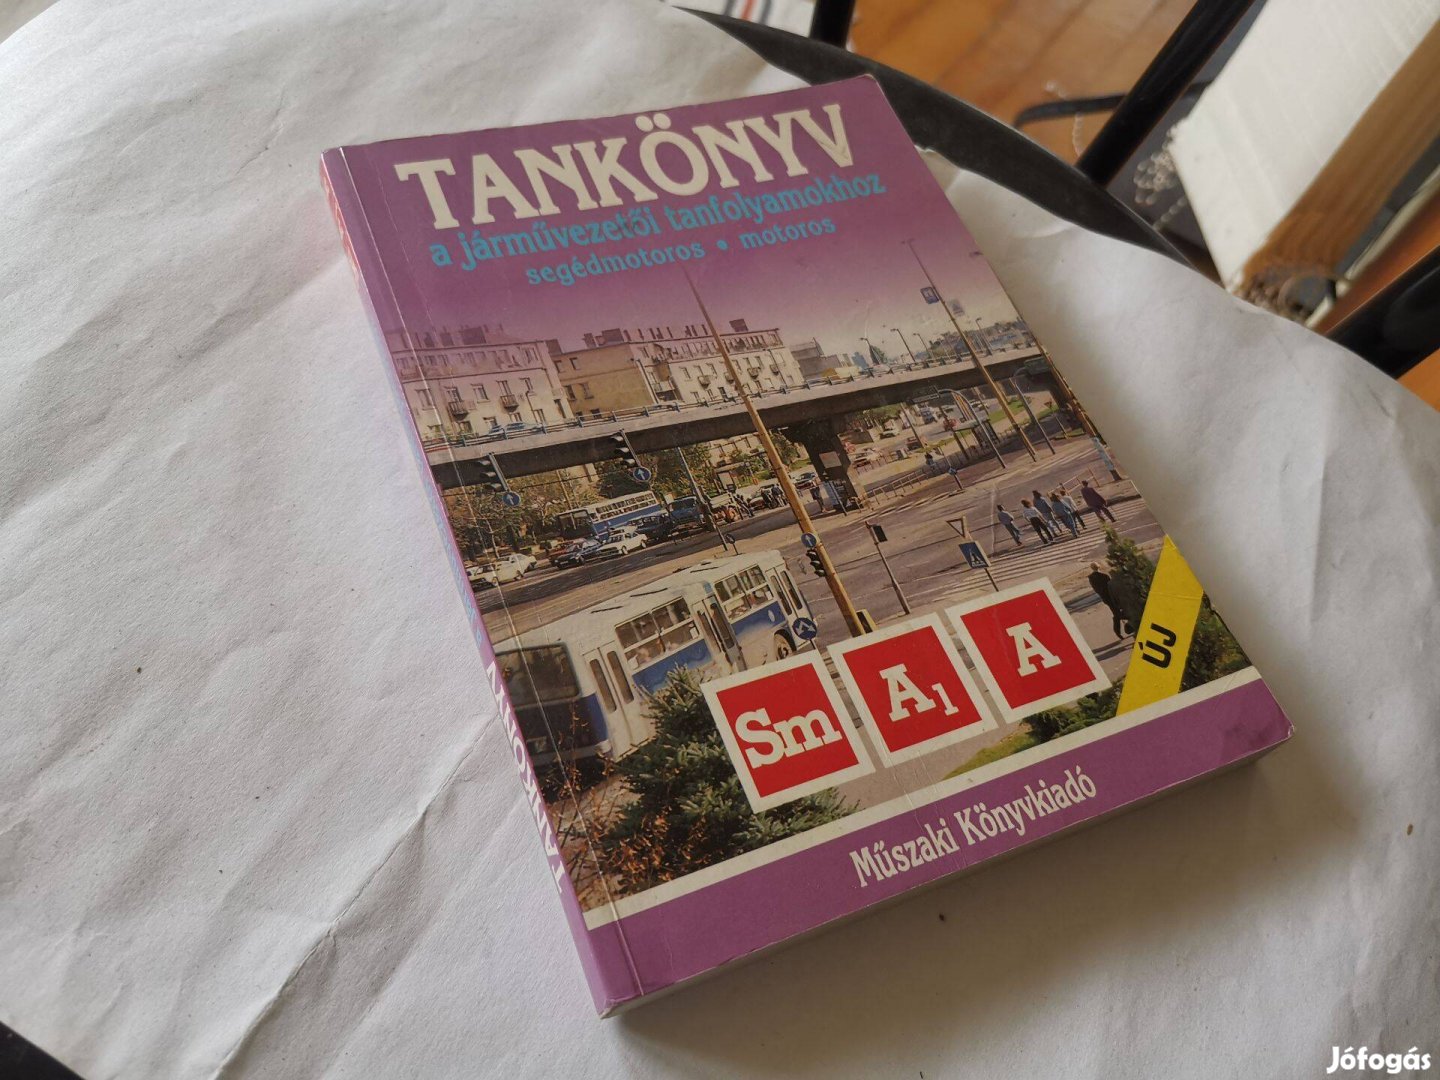 TANKÖNYV
a járművezetői tanfolyamokhoz
segédmotoros • motoros
Sm
A1
A
ÚJ
Műszaki Könyvkiadó
TANKÖNYV
Jófogás